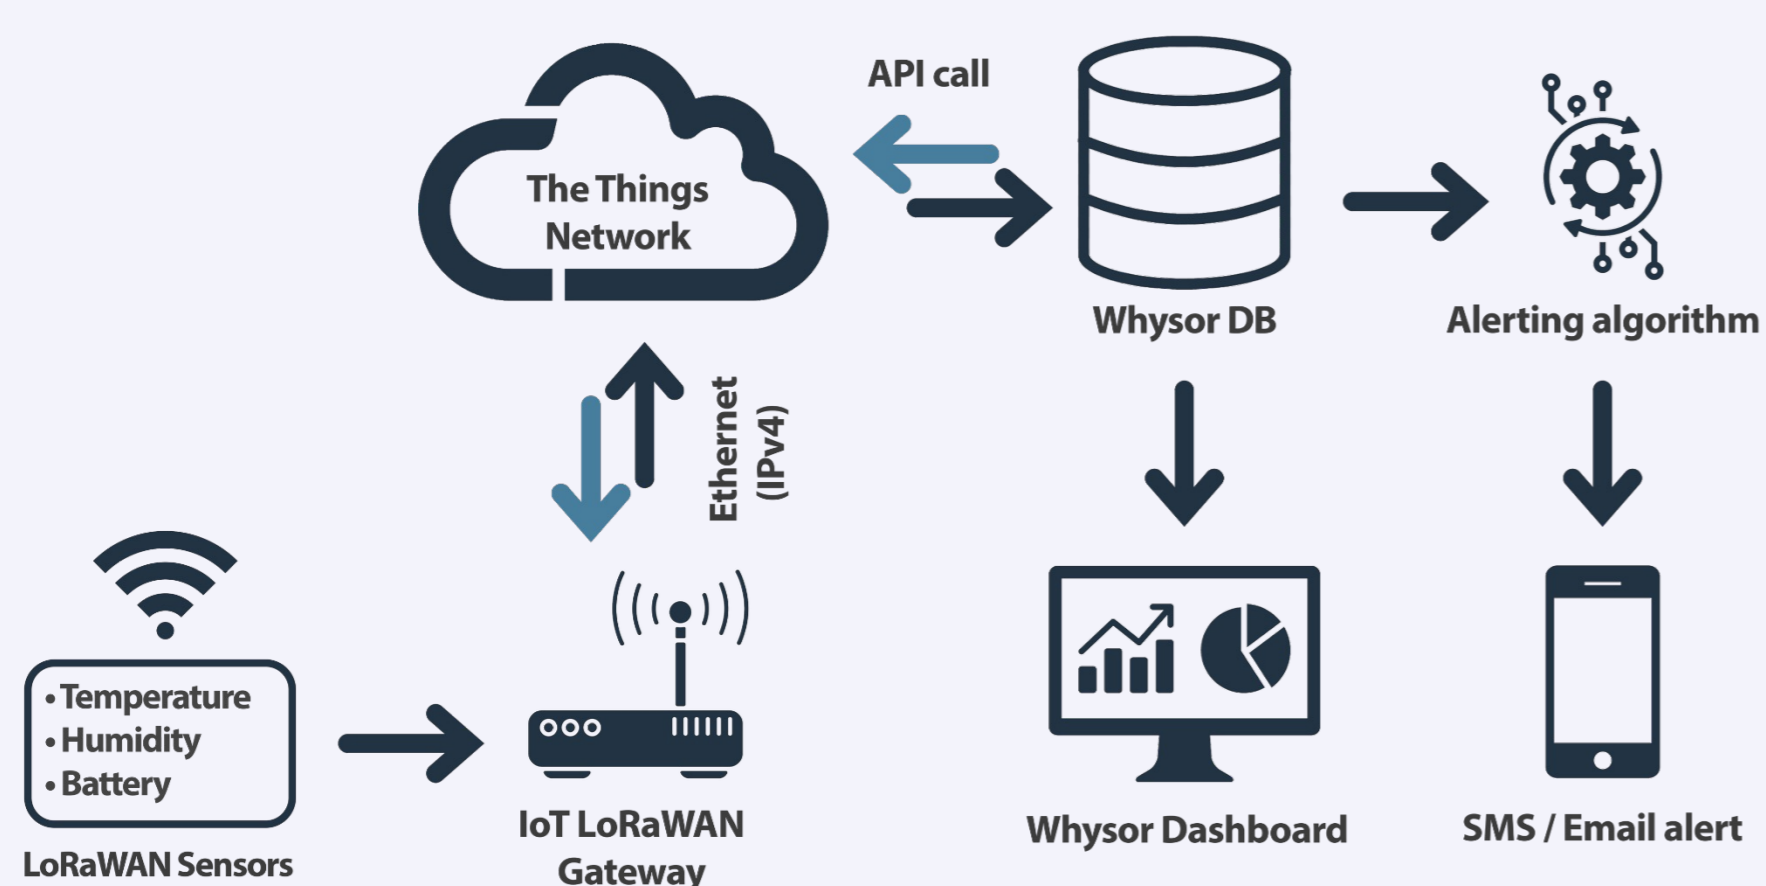 API call
The Things
Network
Whysor DB
Alerting algorithm
Ethernet
(IPv4)
• Temperature
• Humidity
• Battery
LoRaWAN Sensors
IoT LoRaWAN
Gateway
Whysor Dashboard
SMS / Email alert